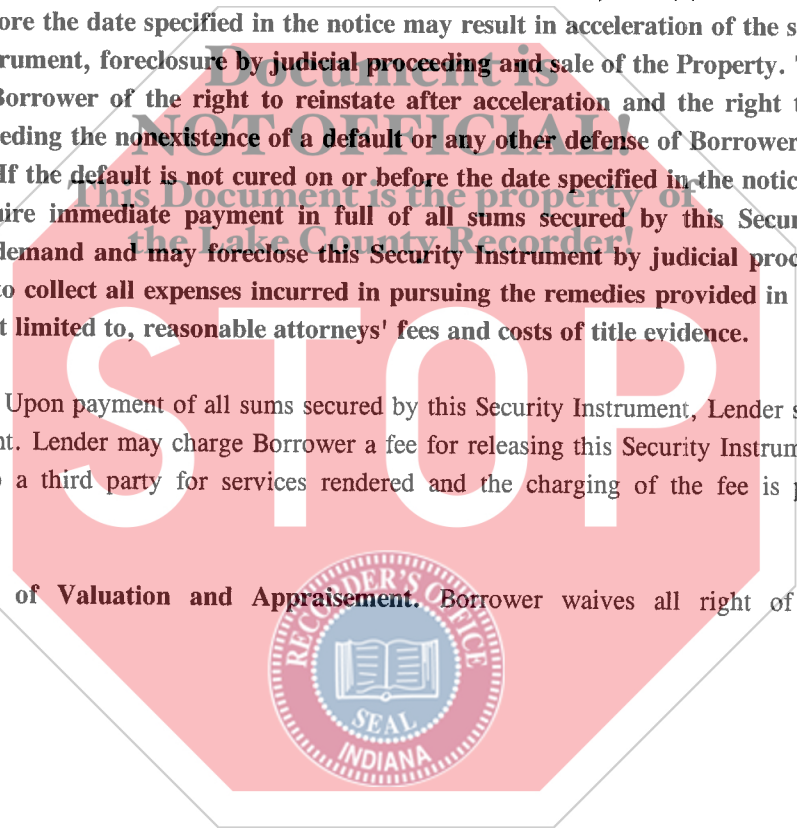 ore the date specified in the notice may result in acceleration of the s
rument, foreclosure by judicial proceeding and sale of the Property.
Borrower of the right to reinstate after acceleration and the right t
eding the nonexistence of a default or any other defense of Borrower
If the default is not cured on or before the date specified in the notic
uire immediate payment in full of all sums secured by this Secur
demand and may foreclose this Security Instrument by judicial proc
to collect all expenses incurred in pursuing the remedies provided in
t limited to, reasonable attorneys' fees and costs of title evidence.
Upon payment of all sums secured by this Security Instrument, Lender s
nt. Lender may charge Borrower a fee for releasing this Security Instrum
a third party for services rendered and the charging of the fee is p
of Valuation and Appraisement. Borrower waives all right of
Document is
NOT OFFICIAL!
This Document is the property of
the Lake County Recorder!
STOP
RECORDER'S OFFICE
SEAL
INDIANA